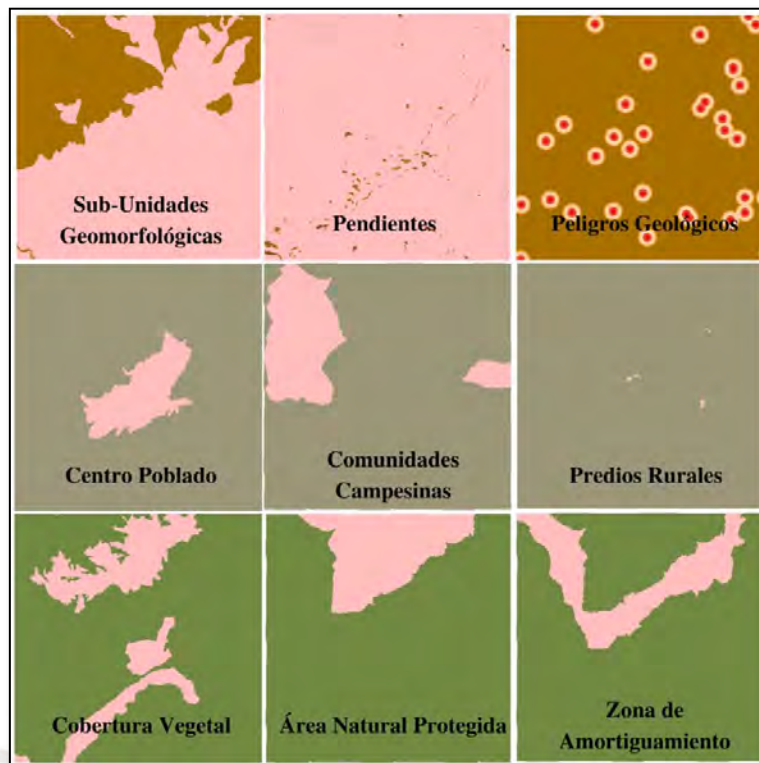 Sub-Unidades
Geomorfológicas
Pendientes
Peligros Geológicos
Centro Poblado
Comunidades
Campesinas
Predios Rurales
Cobertura Vegetal
Área Natural Protegida
Zona de
Amortiguamiento